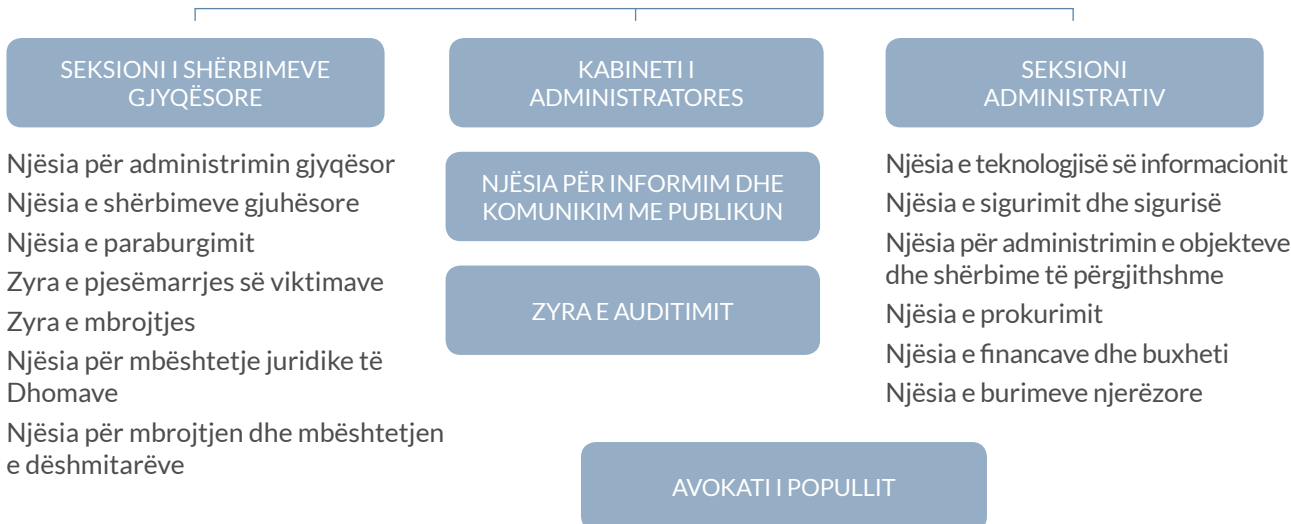 SEKSIONI I SHËRBIMEVE
GJYQËSORE
Njësia për administrimin gjyqësor
Njësia e shërbimeve gjuhësore
Njësia e paraburgimit
Zyra e pjesëmarrjes së viktimave
Zyra e mbrojtjes
Njësia për mbështetje juridike të
Dhomave
Njësia për mbrojtjen dhe mbështetjen
e dëshmitarëve
KABINETI I
ADMINISTRATORES
NJËSIA PËR INFORMIM DHE
KOMUNIKIM ME PUBLIKUN
ZYRA E AUDITIMIT
SEKSIONI
ADMINISTRATIV
Njësia e teknologjisë së informacionit
Njësia e sigurimit dhe sigurisë
Njësia për administrimin e objekteve
dhe shërbime të përgjithshme
Njësia e prokurimit
Njësia e financave dhe buxheti
Njësia e burimeve njerëzore
AVOKATI I POPULLIT